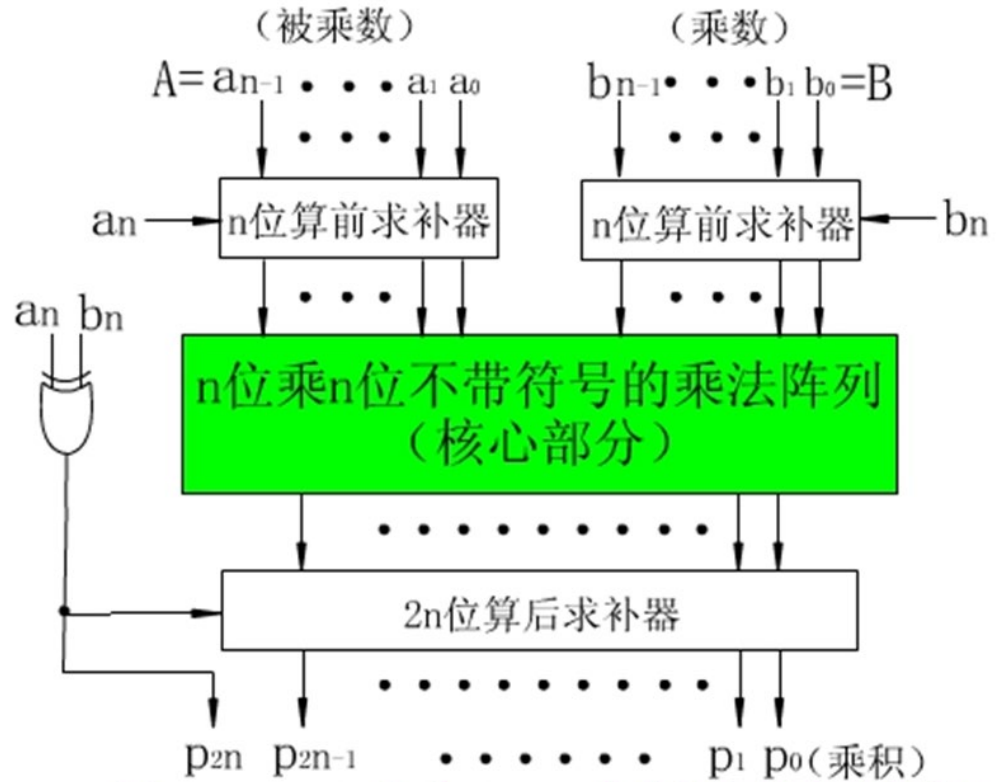 (被乘数) (乘数)
A=an-1 · · · a1 a0 bn-1 · · · b1 b0=B
an n位算前求补器 n位算前求补器 bn
an bn
n位乘n位不带符号的乘法阵列
(核心部分)
2n位算后求补器
p2n p2n-1 · · · · · · p1 p0(乘积)